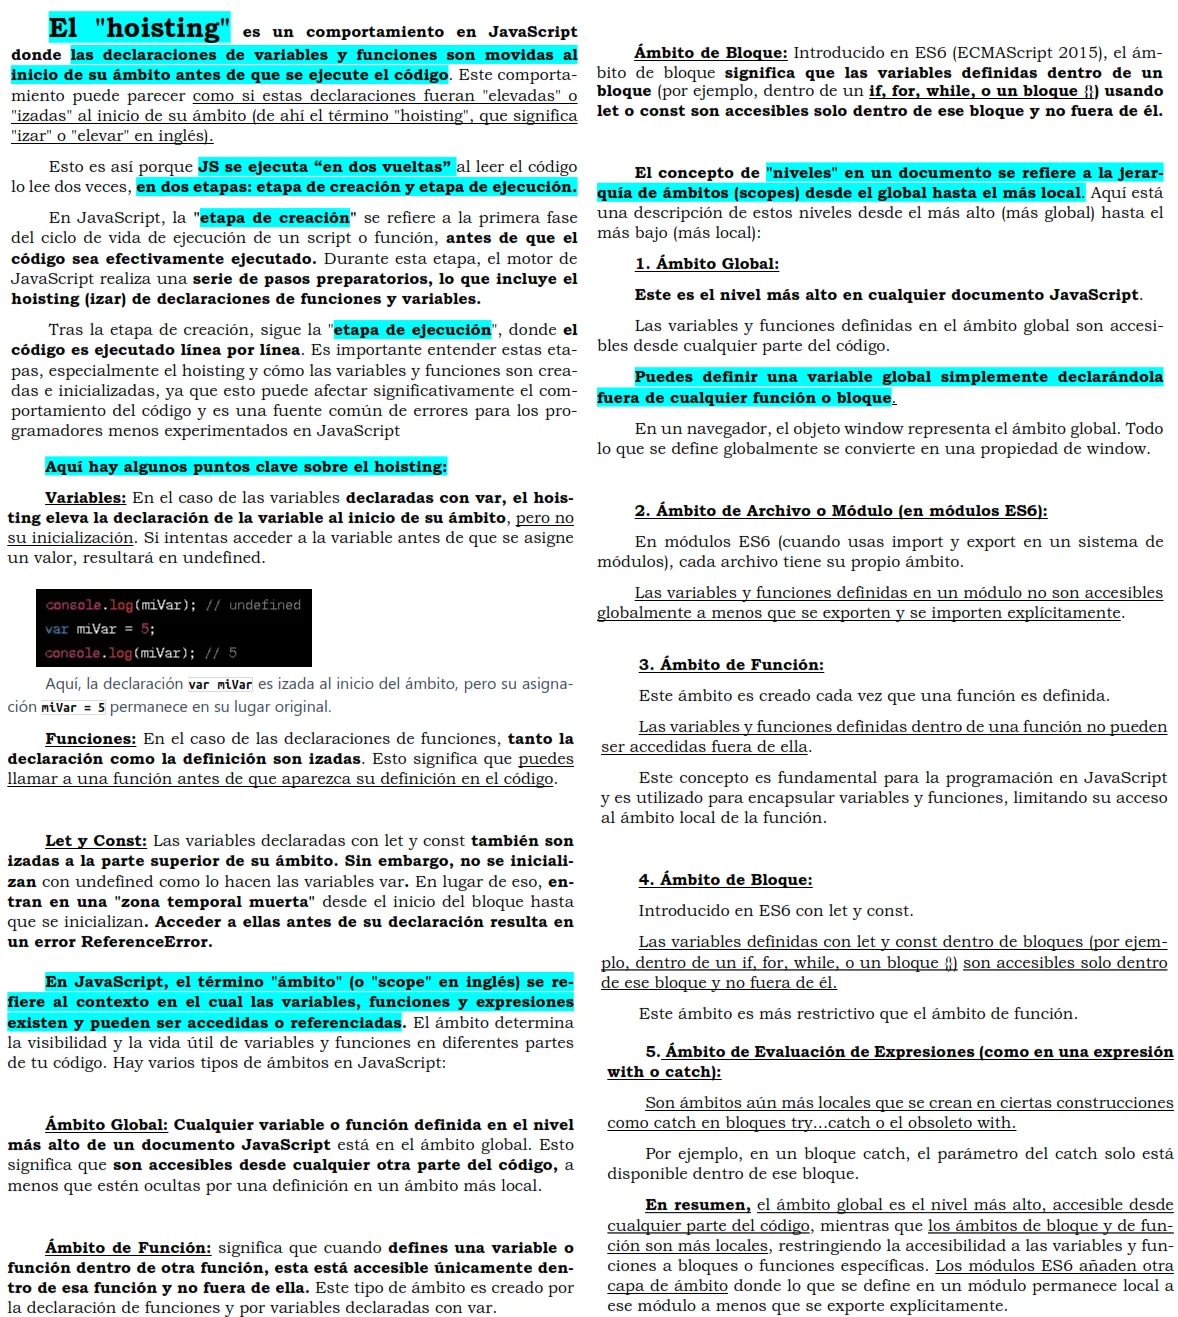 El "hoisting" es un comportamiento en JavaScript
donde las declaraciones de variables y funciones son movidas al
inicio de su ámbito antes de que se ejecute el código. Este comporta-
miento puede parecer como si estas declaraciones fueran "elevadas" o
"izadas" al inicio de su ámbito (de ahí el término "hoisting", que significa
"izar" o "elevar" en inglés).
Esto es así porque JS se ejecuta “en dos vueltas” al leer el código
lo lee dos veces, en dos etapas: etapa de creación y etapa de ejecución.
En JavaScript, la "etapa de creación" se refiere a la primera fase
del ciclo de vida de ejecución de un script o función, antes de que el
código sea efectivamente ejecutado. Durante esta etapa, el motor de
JavaScript realiza una serie de pasos preparatorios, lo que incluye el
hoisting (izar) de declaraciones de funciones y variables.
Tras la etapa de creación, sigue la "etapa de ejecución", donde el
código es ejecutado línea por línea. Es importante entender estas eta-
pas, especialmente el hoisting y cómo las variables y funciones son crea-
das e inicializadas, ya que esto puede afectar significativamente el com-
portamiento del código y es una fuente común de errores para los pro-
gramadores menos experimentados en JavaScript
Aquí hay algunos puntos clave sobre el hoisting:
Variables: En el caso de las variables declaradas con var, el hois-
ting eleva la declaración de la variable al inicio de su ámbito, pero no
su inicialización. Si intentas acceder a la variable antes de que se asigne
un valor, resultará en undefined.
console.log(miVar); // undefined
var miVar = 5;
console.log(miVar); // 5
Aquí, la declaración var miVar es izada al inicio del ámbito, pero su asigna-
ción miVar = 5 permanece en su lugar original.
Funciones: En el caso de las declaraciones de funciones, tanto la
declaración como la definición son izadas. Esto significa que puedes
llamar a una función antes de que aparezca su definición en el código.
Let y Const: Las variables declaradas con let y const también son
izadas a la parte superior de su ámbito. Sin embargo, no se iniciali-
zan con undefined como lo hacen las variables var. En lugar de eso, en-
tran en una "zona temporal muerta" desde el inicio del bloque hasta
que se inicializan. Acceder a ellas antes de su declaración resulta en
un error ReferenceError.
En JavaScript, el término "ámbito" (o "scope" en inglés) se re-
fiere al contexto en el cual las variables, funciones y expresiones
existen y pueden ser accedidas o referenciadas. El ámbito determina
la visibilidad y la vida útil de variables y funciones en diferentes partes
de tu código. Hay varios tipos de ámbitos en JavaScript:
Ámbito Global: Cualquier variable o función definida en el nivel
más alto de un documento JavaScript está en el ámbito global. Esto
significa que son accesibles desde cualquier otra parte del código, a
menos que estén ocultas por una definición en un ámbito más local.
Ámbito de Función: significa que cuando defines una variable o
función dentro de otra función, esta está accesible únicamente den-
tro de esa función y no fuera de ella. Este tipo de ámbito es creado por
la declaración de funciones y por variables declaradas con var.
Ámbito de Bloque: Introducido en ES6 (ECMAScript 2015), el ám-
bito de bloque significa que las variables definidas dentro de un
bloque (por ejemplo, dentro de un if, for, while, o un bloque {}) usando
let o const son accesibles solo dentro de ese bloque y no fuera de él.
El concepto de "niveles" en un documento se refiere a la jerar-
quía de ámbitos (scopes) desde el global hasta el más local. Aquí está
una descripción de estos niveles desde el más alto (más global) hasta el
más bajo (más local):
1. Ámbito Global:
Este es el nivel más alto en cualquier documento JavaScript.
Las variables y funciones definidas en el ámbito global son accesi-
bles desde cualquier parte del código.
Puedes definir una variable global simplemente declarándola
fuera de cualquier función o bloque.
En un navegador, el objeto window representa el ámbito global. Todo
lo que se define globalmente se convierte en una propiedad de window.
2. Ámbito de Archivo o Módulo (en módulos ES6):
En módulos ES6 (cuando usas import y export en un sistema de
módulos), cada archivo tiene su propio ámbito.
Las variables y funciones definidas en un módulo no son accesibles
globalmente a menos que se exporten y se importen explícitamente.
3. Ámbito de Función:
Este ámbito es creado cada vez que una función es definida.
Las variables y funciones definidas dentro de una función no pueden
ser accedidas fuera de ella.
Este concepto es fundamental para la programación en JavaScript
y es utilizado para encapsular variables y funciones, limitando su acceso
al ámbito local de la función.
4. Ámbito de Bloque:
Introducido en ES6 con let y const.
Las variables definidas con let y const dentro de bloques (por ejem-
plo, dentro de un if, for, while, o un bloque {}) son accesibles solo dentro
de ese bloque y no fuera de él.
Este ámbito es más restrictivo que el ámbito de función.
5. Ámbito de Evaluación de Expresiones (como en una expresión
with o catch):
Son ámbitos aún más locales que se crean en ciertas construcciones
como catch en bloques try...catch o el obsoleto with.
Por ejemplo, en un bloque catch, el parámetro del catch solo está
disponible dentro de ese bloque.
En resumen, el ámbito global es el nivel más alto, accesible desde
cualquier parte del código, mientras que los ámbitos de bloque y de fun-
ción son más locales, restringiendo la accesibilidad a las variables y fun-
ciones a bloques o funciones específicas. Los módulos ES6 añaden otra
capa de ámbito donde lo que se define en un módulo permanece local a
ese módulo a menos que se exporte explícitamente.